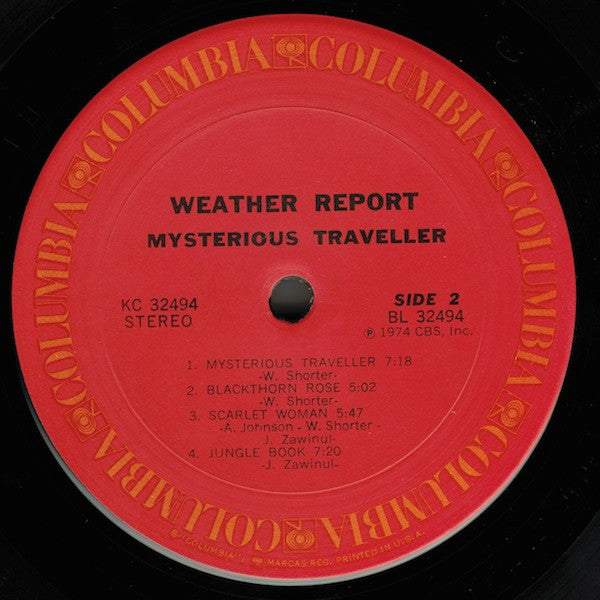 COLUMBIA COLUMBIA COLUMBIA COLUMBIA COLUMBIA COLUMBIA
WEATHER REPORT
MYSTERIOUS TRAVELLER
KC 32494
STEREO
SIDE 2
BL 32494
Ⓟ 1974 CBS, Inc.
1. MYSTERIOUS TRAVELLER 7:18
-W. Shorter-
2. BLACKTHORN ROSE 5:02
-W. Shorter-
3. SCARLET WOMAN 5:47
-A. Johnson - W. Shorter -
J. Zawinul-
4. JUNGLE BOOK 7:20
-J. Zawinul-
"COLUMBIA", MARCAS REG. PRINTED IN U.S.A.